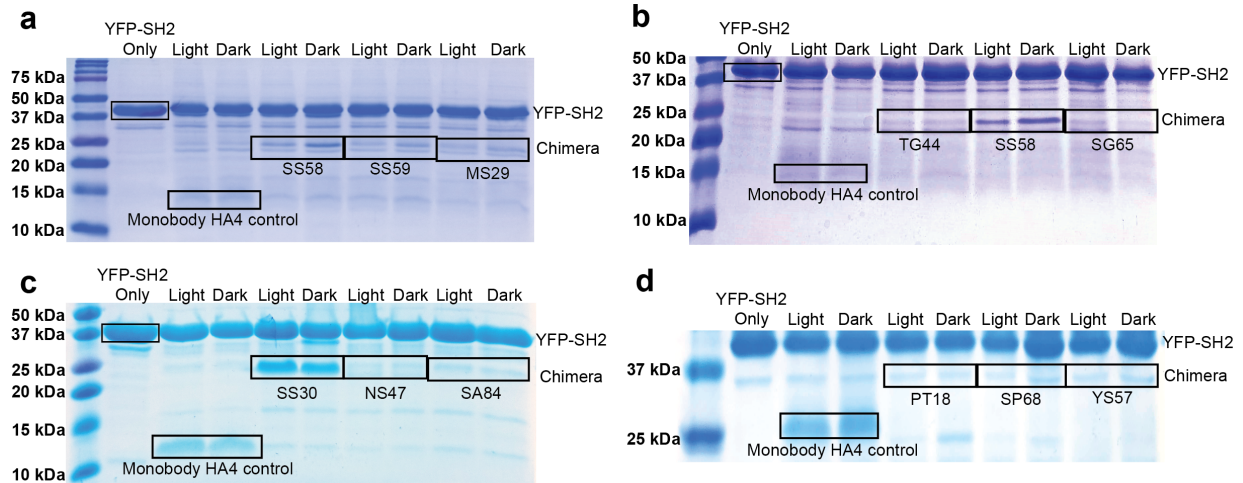 a
YFP-SH2
Only Light Dark Light Dark Light Dark Light Dark
75 kDa
50 kDa
37 kDa
25 kDa
20 kDa
15 kDa
10 kDa
YFP-SH2
Chimera
SS58 SS59 MS29
Monobody HA4 control
b
YFP-SH2
Only Light Dark Light Dark Light Dark Light Dark
50 kDa
37 kDa
25 kDa
20 kDa
15 kDa
10 kDa
YFP-SH2
Chimera
TG44 SS58 SG65
Monobody HA4 control
c
YFP-SH2
Only Light Dark Light Dark Light Dark Light Dark
50 kDa
37 kDa
25 kDa
20 kDa
15 kDa
10 kDa
YFP-SH2
Chimera
SS30 NS47 SA84
Monobody HA4 control
d
YFP-SH2
Only Light Dark Light Dark Light Dark Light Dark
37 kDa
25 kDa
YFP-SH2
Chimera
PT18 SP68 YS57
Monobody HA4 control